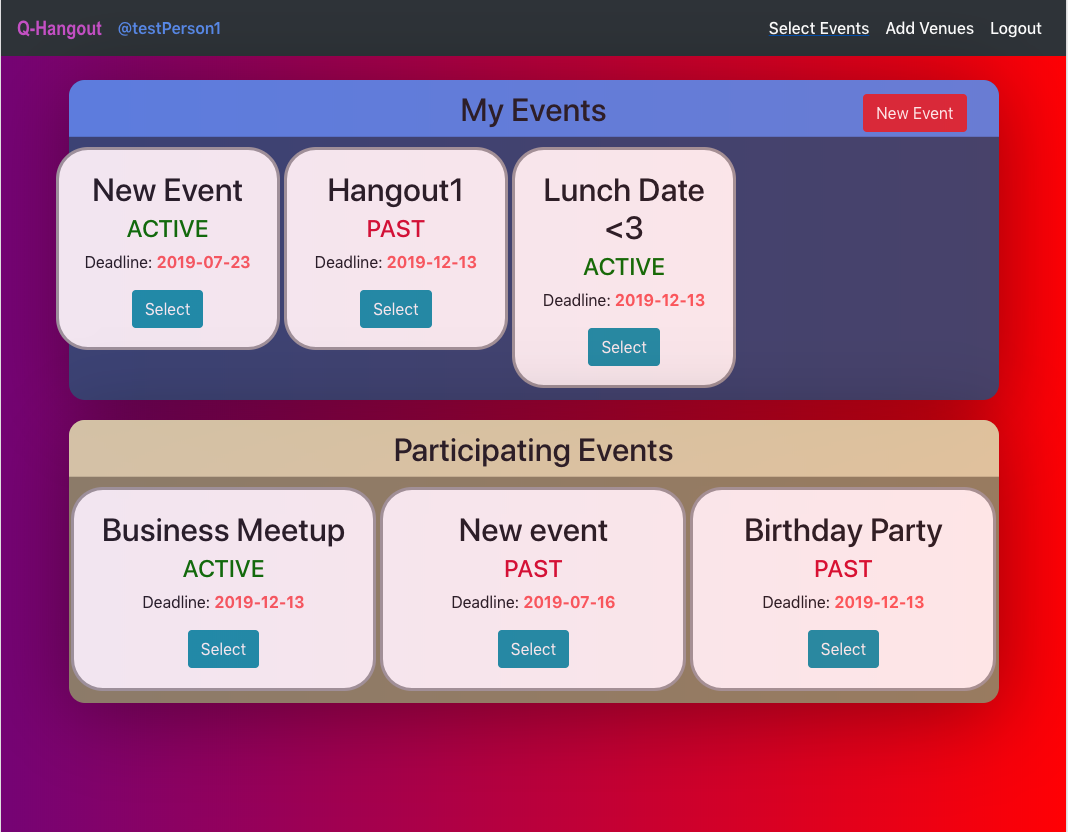 Q-Hangout @testPerson1 Select Events Add Venues Logout
My Events New Event
New Event
ACTIVE
Deadline: 2019-07-23
Select
Hangout1
PAST
Deadline: 2019-12-13
Select
Lunch Date
<3
ACTIVE
Deadline: 2019-12-13
Select
Participating Events
Business Meetup
ACTIVE
Deadline: 2019-12-13
Select
New event
PAST
Deadline: 2019-07-16
Select
Birthday Party
PAST
Deadline: 2019-12-13
Select